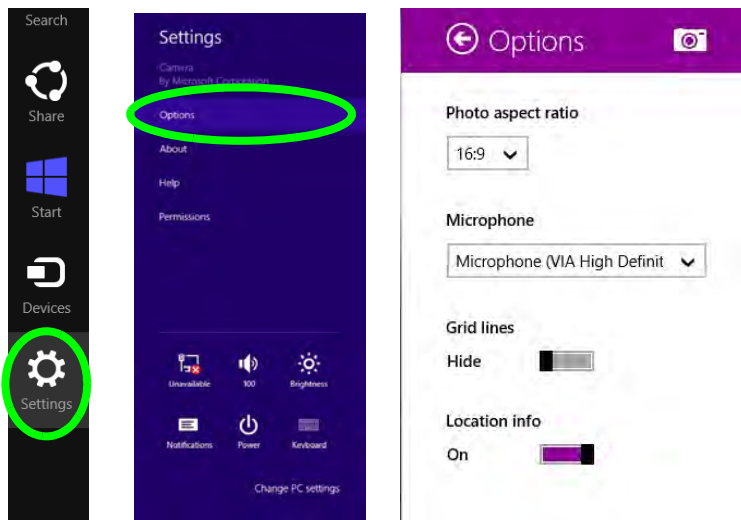 Search
Share
Start
Devices
Settings
Settings
Camera
by Microsoft Corporation
Options
About
Help
Permissions
Unavailable
100
Brightness
Notifications
Power
Keyboard
Change PC settings
Options
Photo aspect ratio
16:9
Microphone
Microphone (VIA High Definit
Grid lines
Hide
Location info
On